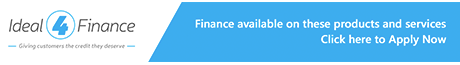 Ideal 4 Finance
Giving customers the credit they deserve
Finance available on these products and services
Click here to Apply Now